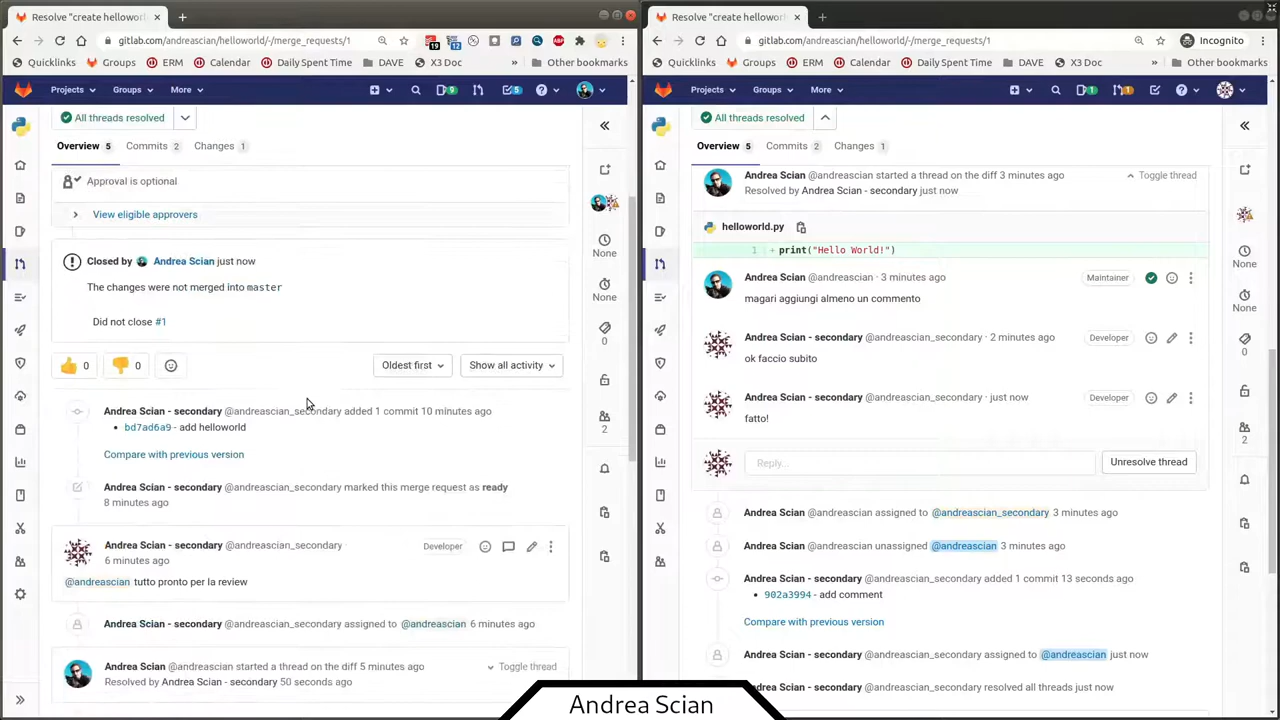 Resolve "create hellowor
gitlab.com/andreascian/helloworld/-/merge_requests/1
19
12
ABP
Quicklinks
Groups
ERM
Calendar
Daily Spent Time
DAVE
X3 Doc
»
Other bookmarks
Projects
Groups
More
9
5
All threads resolved
Overview 5
Commits 2
Changes 1
Approval is optional
View eligible approvers
Closed by Andrea Scian just now
The changes were not merged into master
Did not close #1
0
0
Oldest first
Show all activity
Andrea Scian - secondary @andreascian_secondary added 1 commit 10 minutes ago
bd7ad6a9 - add helloworld
Compare with previous version
Andrea Scian - secondary @andreascian_secondary marked this merge request as ready
8 minutes ago
Andrea Scian - secondary @andreascian_secondary ·
6 minutes ago
Developer
@andreascian tutto pronto per la review
Andrea Scian - secondary @andreascian_secondary assigned to @andreascian 6 minutes ago
Andrea Scian @andreascian started a thread on the diff 5 minutes ago
Toggle thread
Resolved by Andrea Scian - secondary 50 seconds ago
None
None
0
2
Resolve "create hellowor
gitlab.com/andreascian/helloworld/-/merge_requests/1
Incognito
Quicklinks
Groups
ERM
Calendar
Daily Spent Time
DAVE
X3 Doc
»
Other bookmarks
Projects
Groups
More
1
1
All threads resolved
Overview 5
Commits 2
Changes 1
Andrea Scian @andreascian started a thread on the diff 3 minutes ago
Toggle thread
Resolved by Andrea Scian - secondary just now
helloworld.py
1 + print("Hello World!")
Andrea Scian @andreascian · 3 minutes ago
Maintainer
magari aggiungi almeno un commento
Andrea Scian - secondary @andreascian_secondary · 2 minutes ago
Developer
ok faccio subito
Andrea Scian - secondary @andreascian_secondary · just now
Developer
fatto!
Reply...
Unresolve thread
Andrea Scian @andreascian assigned to @andreascian_secondary 3 minutes ago
Andrea Scian @andreascian unassigned @andreascian 3 minutes ago
Andrea Scian - secondary @andreascian_secondary added 1 commit 13 seconds ago
902a3994 - add comment
Compare with previous version
Andrea Scian - secondary @andreascian_secondary assigned to @andreascian just now
Andrea Scian - secondary @andreascian_secondary resolved all threads just now
None
None
0
2
Andrea Scian